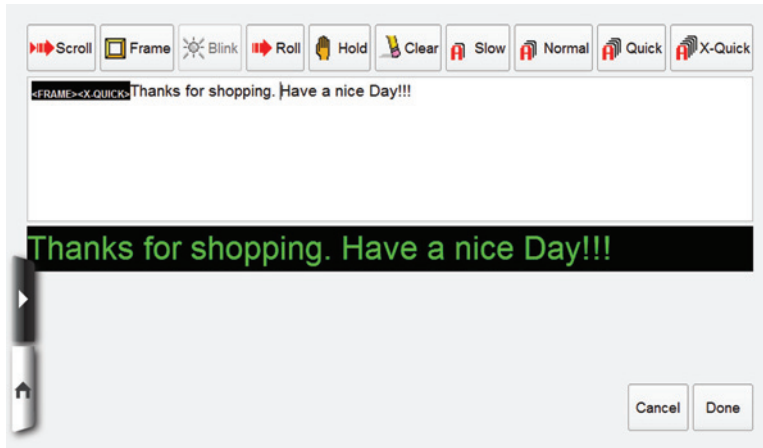 Scroll Frame Blink Roll Hold Clear Slow Normal Quick X-Quick
<FRAME><X-QUICK>Thanks for shopping. Have a nice Day!!!
Thanks for shopping. Have a nice Day!!!
Cancel Done